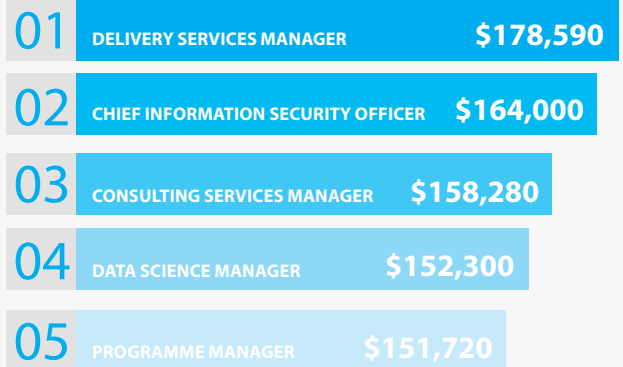 01 DELIVERY SERVICES MANAGER $178,590
02 CHIEF INFORMATION SECURITY OFFICER $164,000
03 CONSULTING SERVICES MANAGER $158,280
04 DATA SCIENCE MANAGER $152,300
05 PROGRAMME MANAGER $151,720